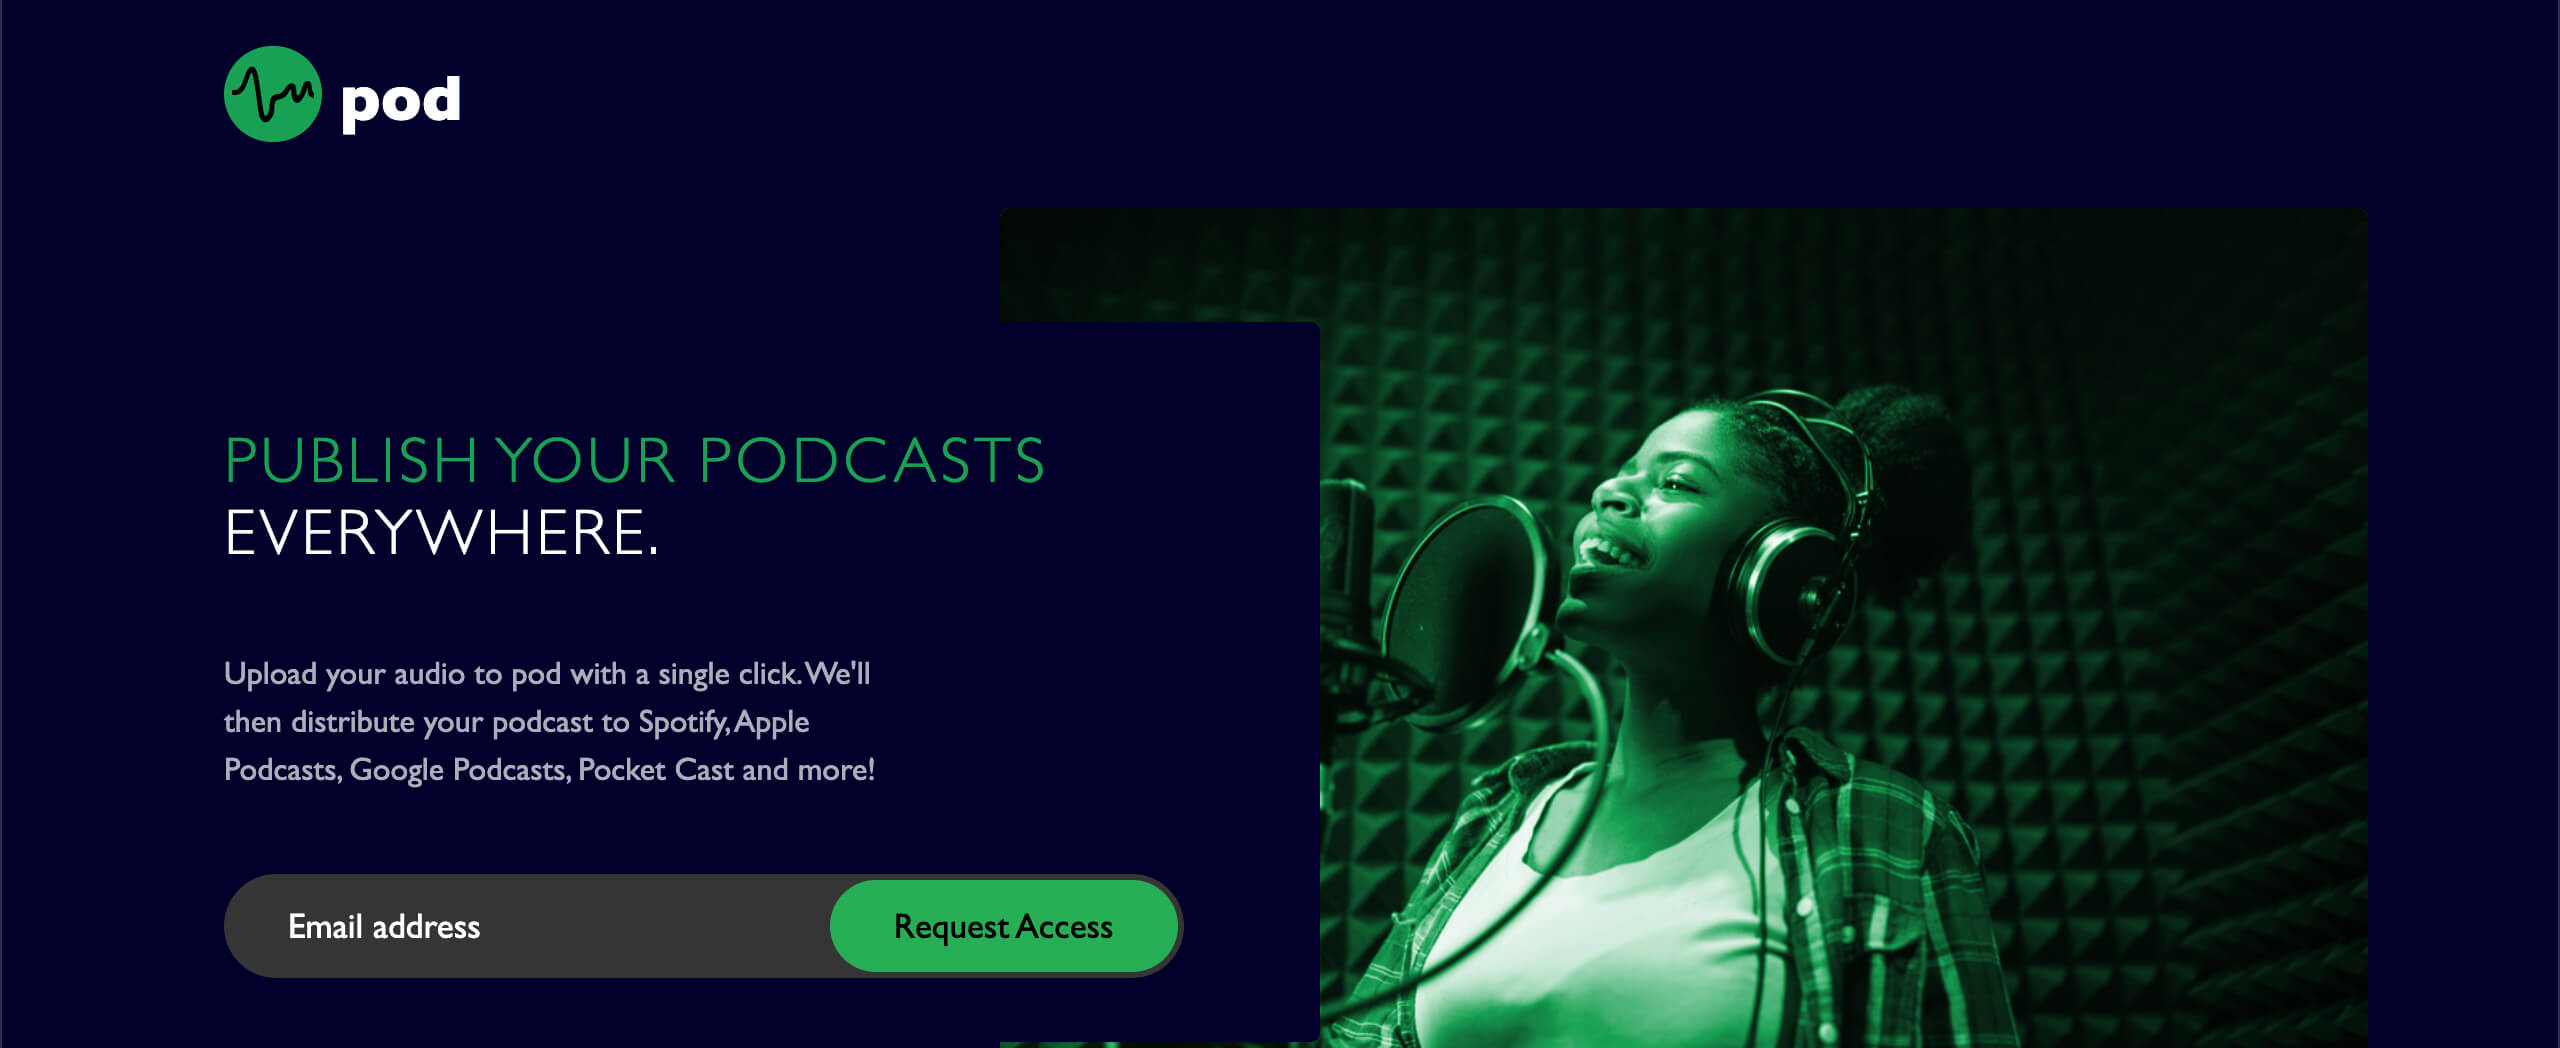 pod
PUBLISH YOUR PODCASTS
EVERYWHERE.
Upload your audio to pod with a single click. We'll
then distribute your podcast to Spotify, Apple
Podcasts, Google Podcasts, Pocket Cast and more!
Email address
Request Access